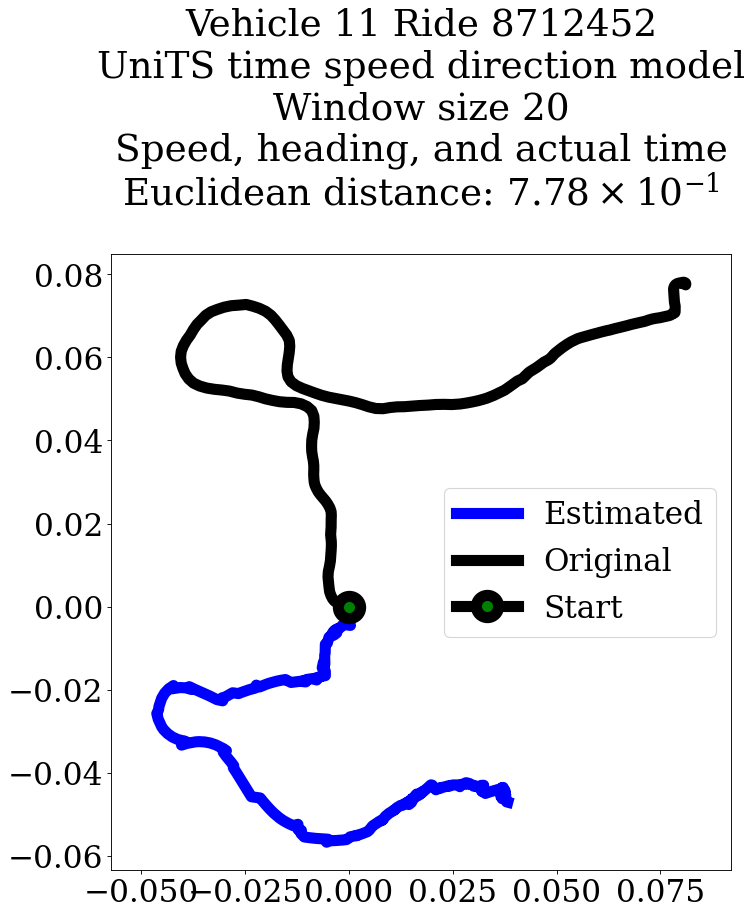 Vehicle 11 Ride 8712452
UniTS time speed direction model
Window size 20
Speed, heading, and actual time
Euclidean distance: 7.78 × 10⁻¹
0.08
0.06
0.04
0.02
0.00
−0.02
−0.04
−0.06
Estimated
Original
Start
−0.050 −0.025 0.000 0.025 0.050 0.075